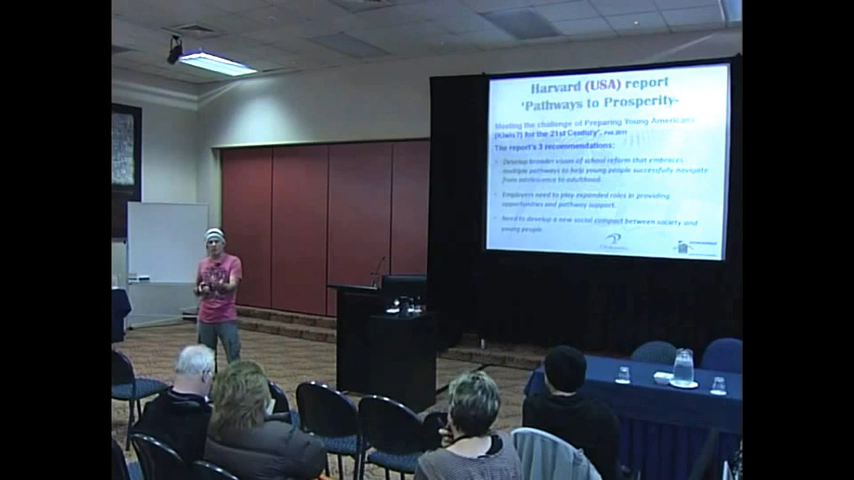 Harvard (USA) report
'Pathways to Prosperity-
Meeting the challenge of Preparing Young Americans
(Kiwis?) for the 21st Century'. Feb 2011
The report's 3 recommendations:
• Develop broader vision of school reform that embraces
multiple pathways to help young people successfully navigate
from adolescence to adulthood.
• Employers need to play expanded roles in providing
opportunities and pathway support.
• Need to develop a new social compact between society and
young people.